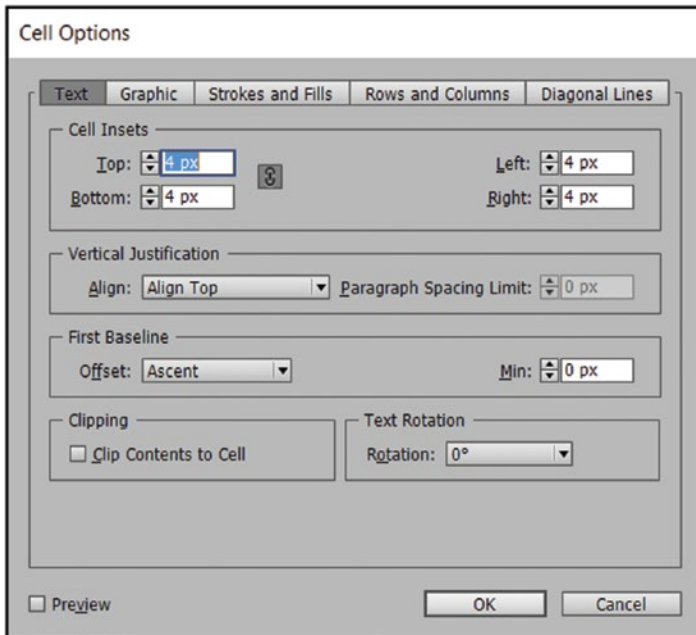 Cell Options
Text Graphic Strokes and Fills Rows and Columns Diagonal Lines
Cell Insets
Top: 4 px Left: 4 px
Bottom: 4 px Right: 4 px
Vertical Justification
Align: Align Top Paragraph Spacing Limit: 0 px
First Baseline
Offset: Ascent Min: 0 px
Clipping Text Rotation
Clip Contents to Cell Rotation: 0°
Preview OK Cancel